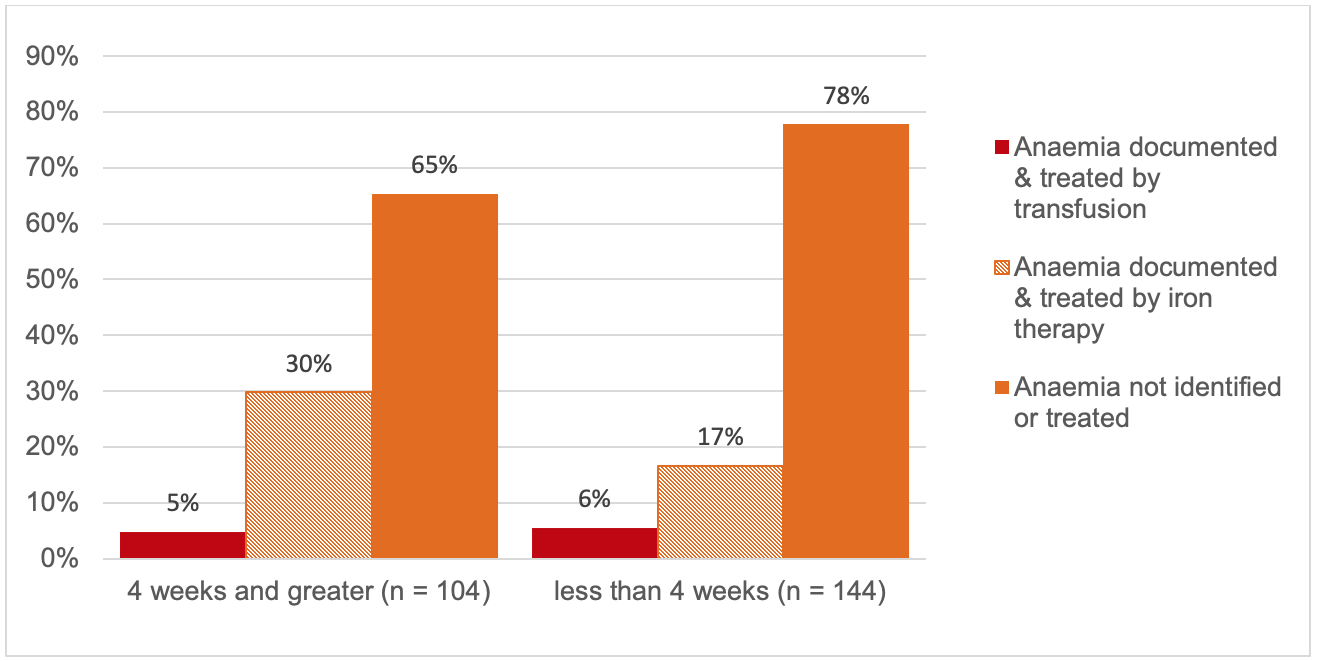 90%
80%
70%
60%
50%
40%
30%
20%
10%
0%
5%
30%
65%
6%
17%
78%
4 weeks and greater (n = 104)
less than 4 weeks (n = 144)
Anaemia documented
& treated by
transfusion
Anaemia documented
& treated by iron
therapy
Anaemia not identified
or treated